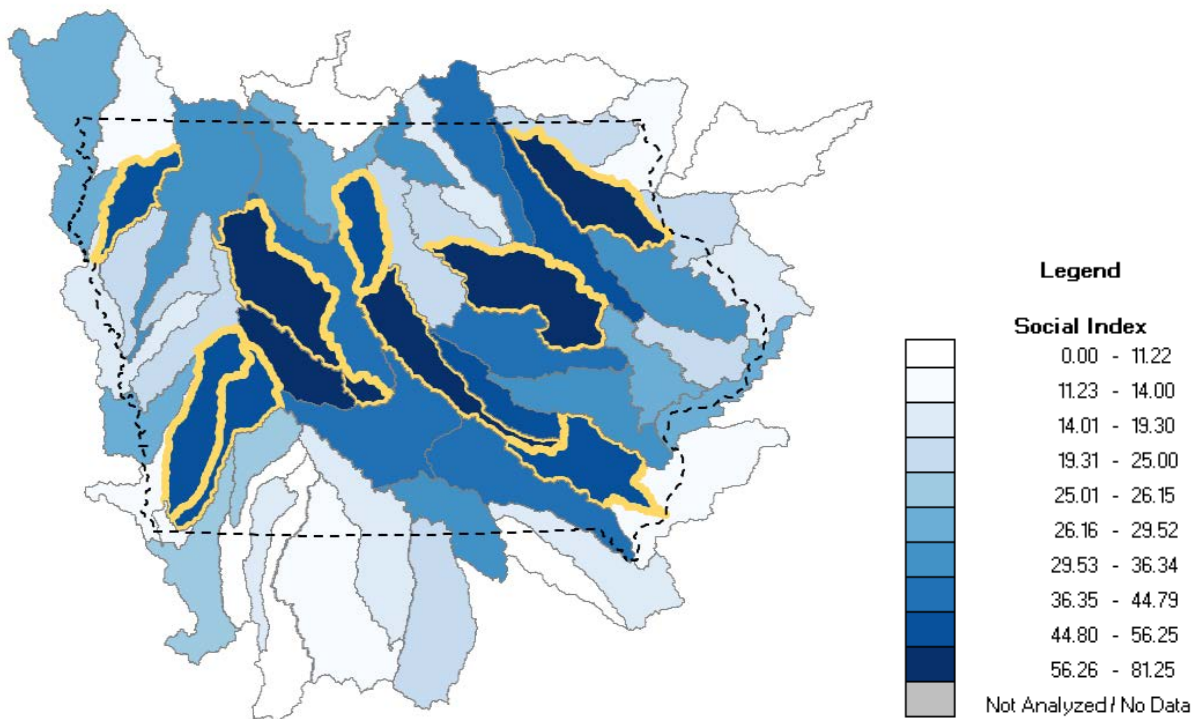 Legend
Social Index
0.00 - 11.22
11.23 - 14.00
14.01 - 19.30
19.31 - 25.00
25.01 - 26.15
26.16 - 29.52
29.53 - 36.34
36.35 - 44.79
44.80 - 56.25
56.26 - 81.25
Not Analyzed / No Data